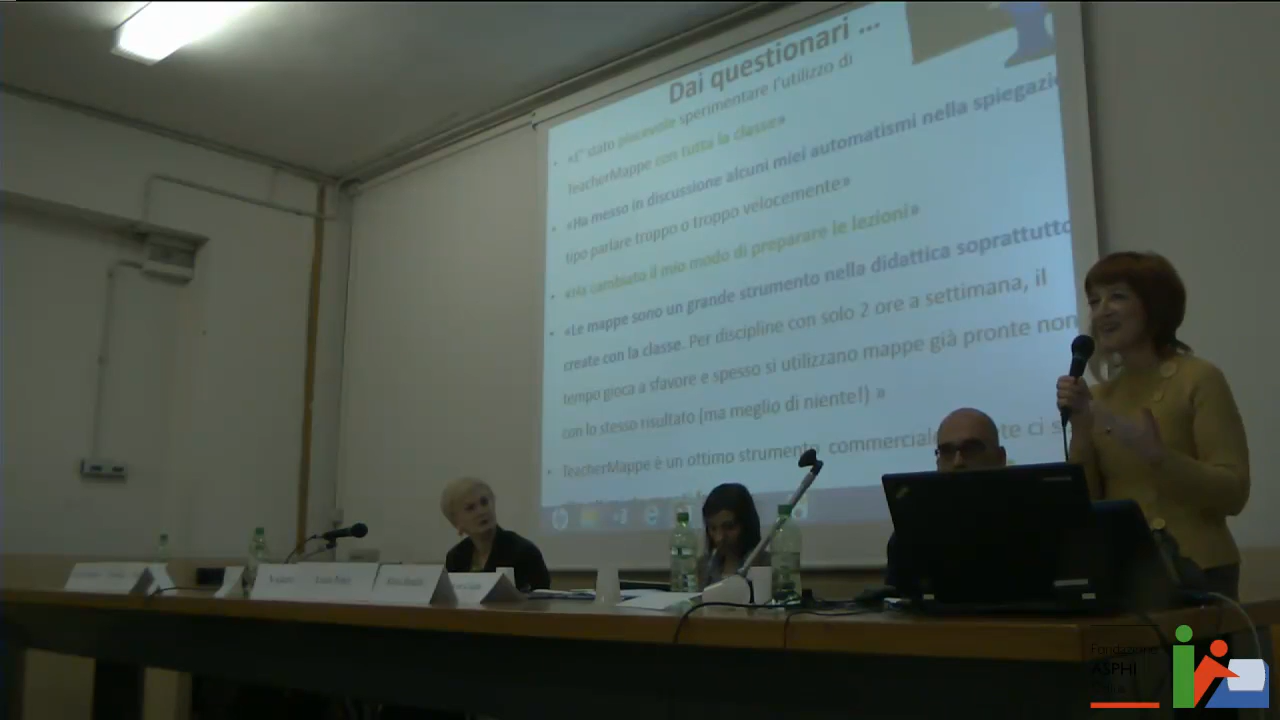 Dai questionari ...
«E' stato piacevole sperimentare l'utilizzo di
TeacherMappe con tutta la classe»
«Ha messo in discussione alcuni miei automatismi nella spiegazio
tipo parlare troppo o troppo velocemente»
«Ha cambiato il mio modo di preparare le lezioni»
«Le mappe sono un grande strumento nella didattica soprattutto
create con la classe. Per discipline con solo 2 ore a settimana, il
tempo gioca a sfavore e spesso si utilizzano mappe già pronte non
con lo stesso risultato (ma meglio di niente!) »
TeacherMappe è un ottimo strumento, commerciale
te ci s
Fondazione
ASPHI